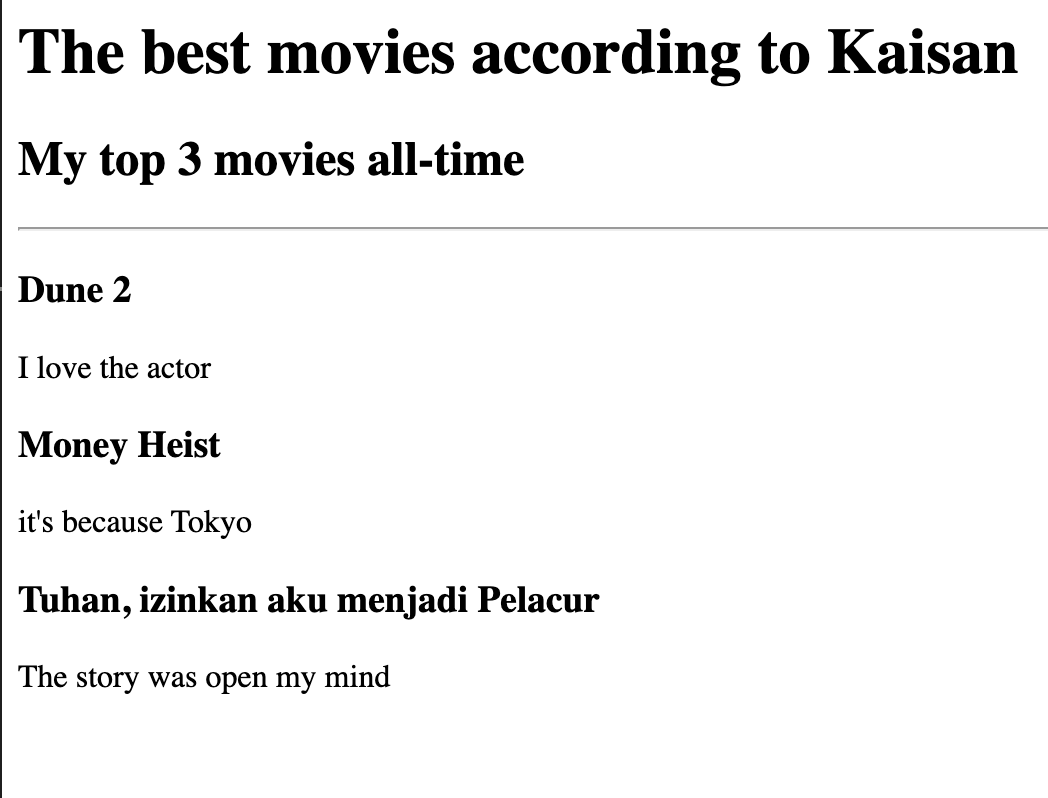 The best movies according to Kaisan
My top 3 movies all-time
Dune 2
I love the actor
Money Heist
it's because Tokyo
Tuhan, izinkan aku menjadi Pelacur
The story was open my mind